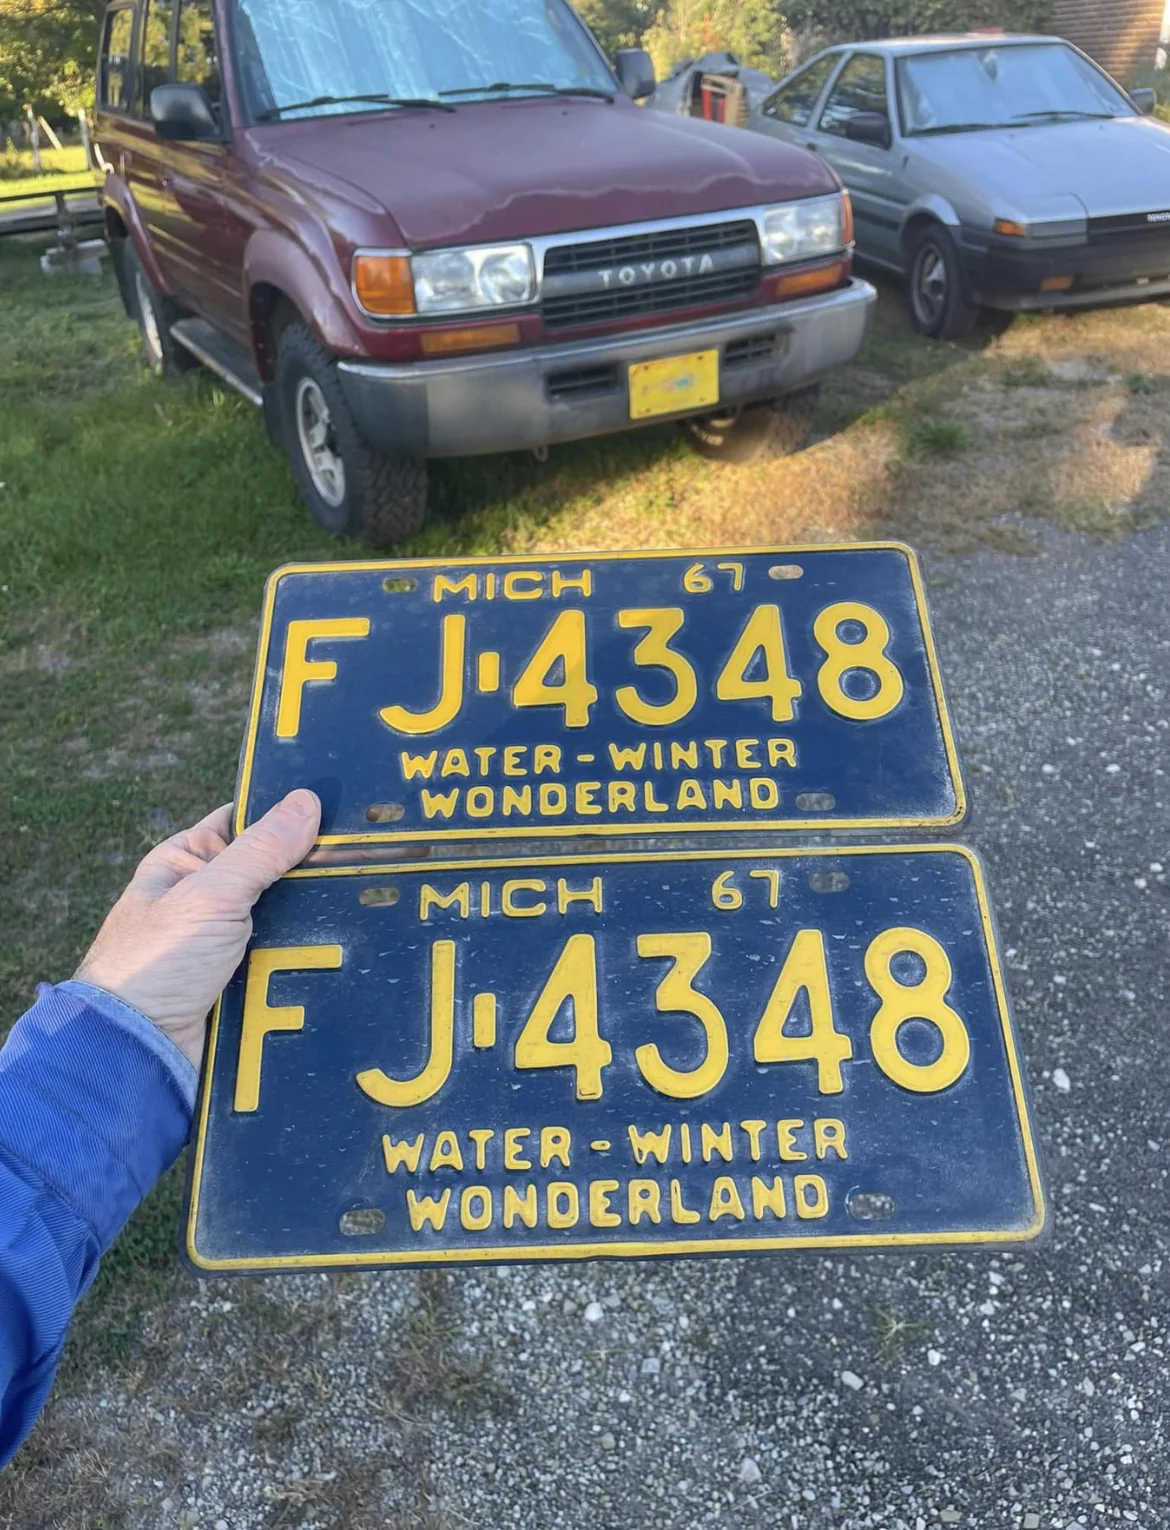 TOYOTA
MICH 67
FJ-4348
WATER-WINTER
WONDERLAND
MICH 67
FJ-4348
WATER-WINTER
WONDERLAND